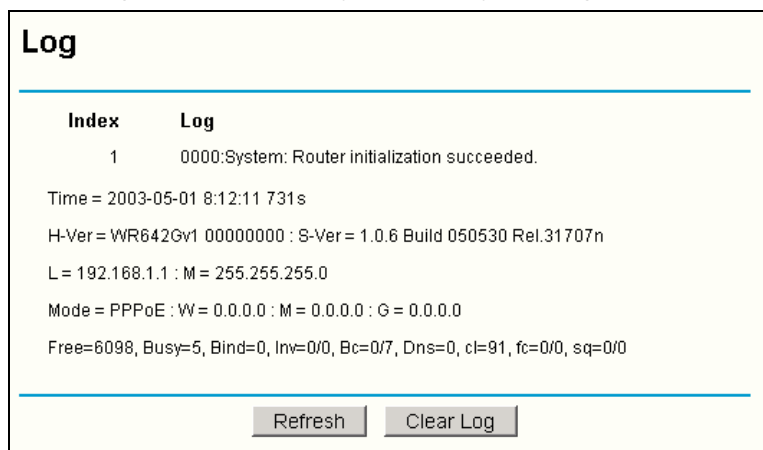 Log
Index Log
1 0000:System: Router initialization succeeded.
Time = 2003-05-01 8:12:11 731s
H-Ver = WR642Gv1 00000000 : S-Ver = 1.0.6 Build 050530 Rel.31707n
L = 192.168.1.1 : M = 255.255.255.0
Mode = PPPoE : W = 0.0.0.0 : M = 0.0.0.0 : G = 0.0.0.0
Free=6098, Busy=5, Bind=0, Inv=0/0, Bc=0/7, Dns=0, cl=91, fc=0/0, sq=0/0
Refresh Clear Log